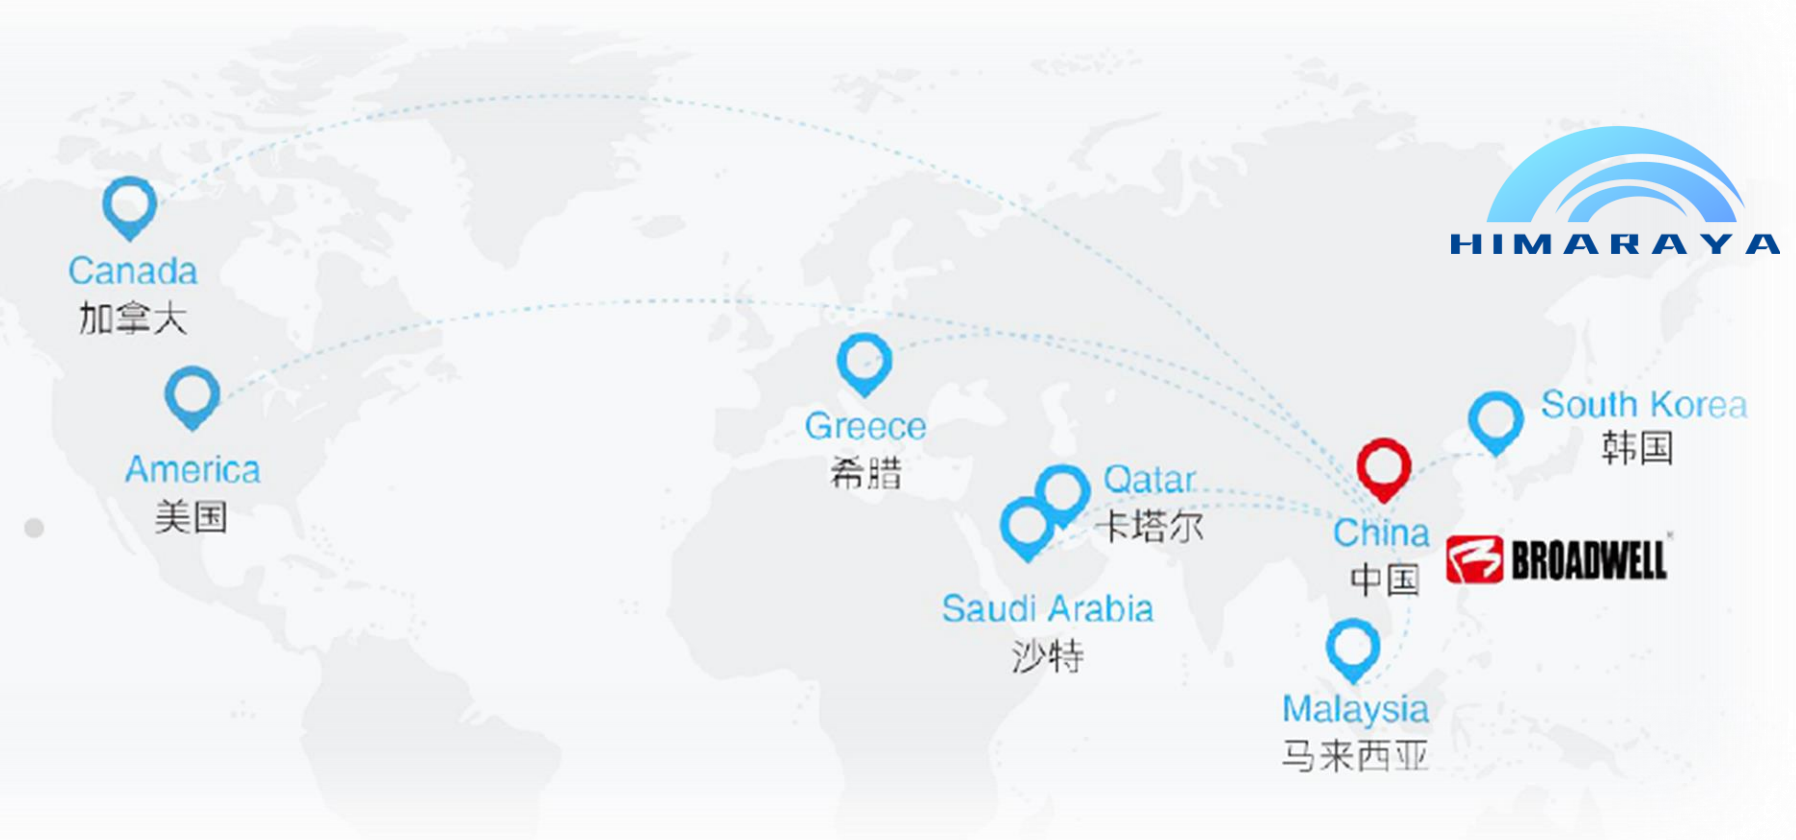 HIMARAYA
Canada
加拿大
America
美国
Greece
希腊
Qatar
卡塔尔
Saudi Arabia
沙特
South Korea
韩国
China
中国
BROADWELL
Malaysia
马来西亚